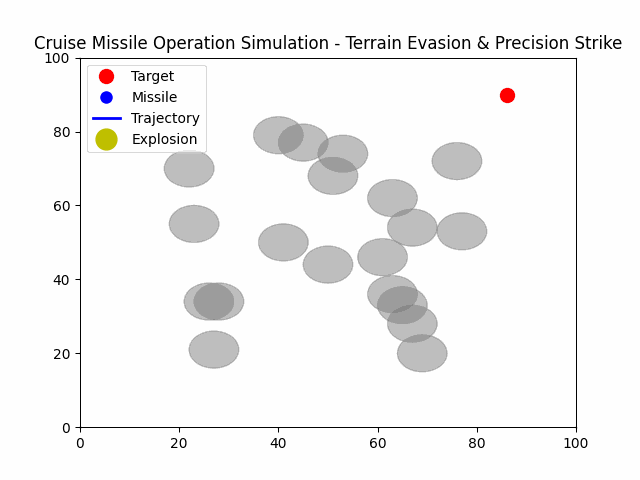 Cruise Missile Operation Simulation - Terrain Evasion & Precision Strike
100
80
60
40
20
0
Target
Missile
Trajectory
Explosion
0 20 40 60 80 100